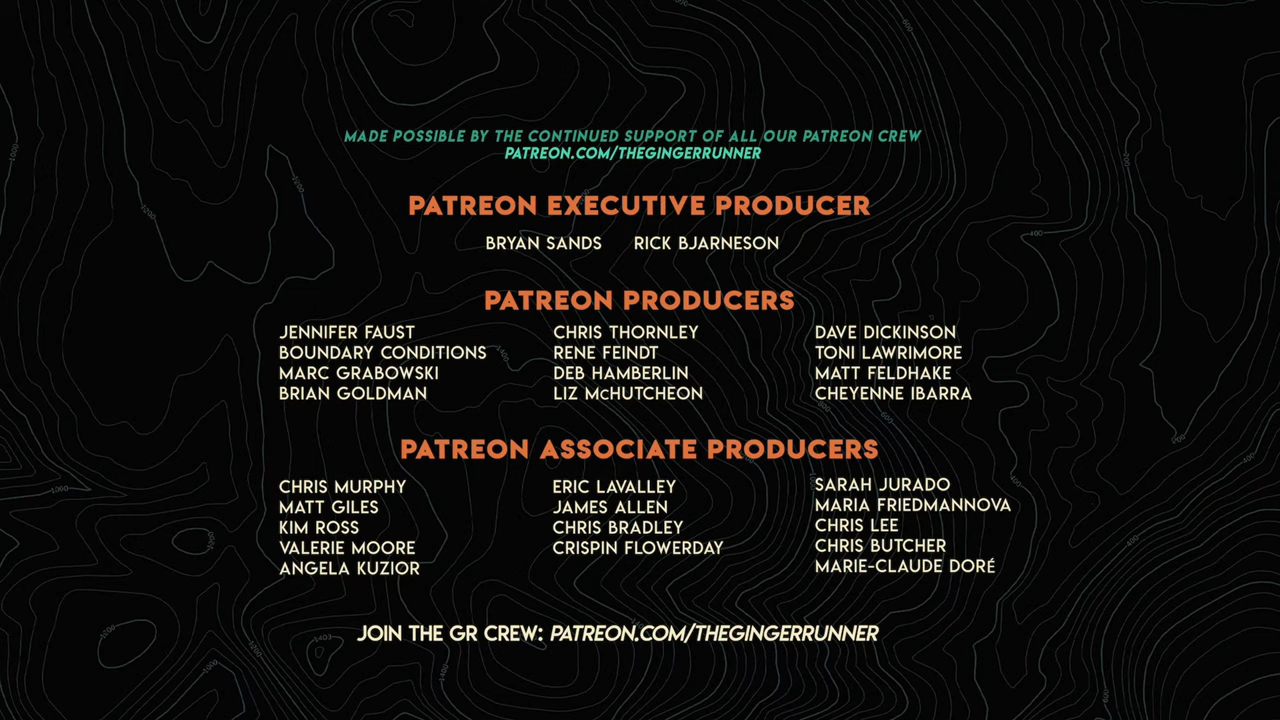 MADE POSSIBLE BY THE CONTINUED SUPPORT OF ALL OUR PATREON CREW
PATREON.COM/THEGINGERRUNNER
PATREON EXECUTIVE PRODUCER
BRYAN SANDS RICK BJARNESON
PATREON PRODUCERS
JENNIFER FAUST
BOUNDARY CONDITIONS
MARC GRABOWSKI
BRIAN GOLDMAN
CHRIS THORNLEY
RENE FEINDT
DEB HAMBERLIN
LIZ McHUTCHEON
DAVE DICKINSON
TONI LAWRIMORE
MATT FELDHAKE
CHEYENNE IBARRA
PATREON ASSOCIATE PRODUCERS
CHRIS MURPHY
MATT GILES
KIM ROSS
VALERIE MOORE
ANGELA KUZIOR
ERIC LAVALLEY
JAMES ALLEN
CHRIS BRADLEY
CRISPIN FLOWERDAY
SARAH JURADO
MARIA FRIEDMANNOVA
CHRIS LEE
CHRIS BUTCHER
MARIE-CLAUDE DORÉ
JOIN THE GR CREW: PATREON.COM/THEGINGERRUNNER